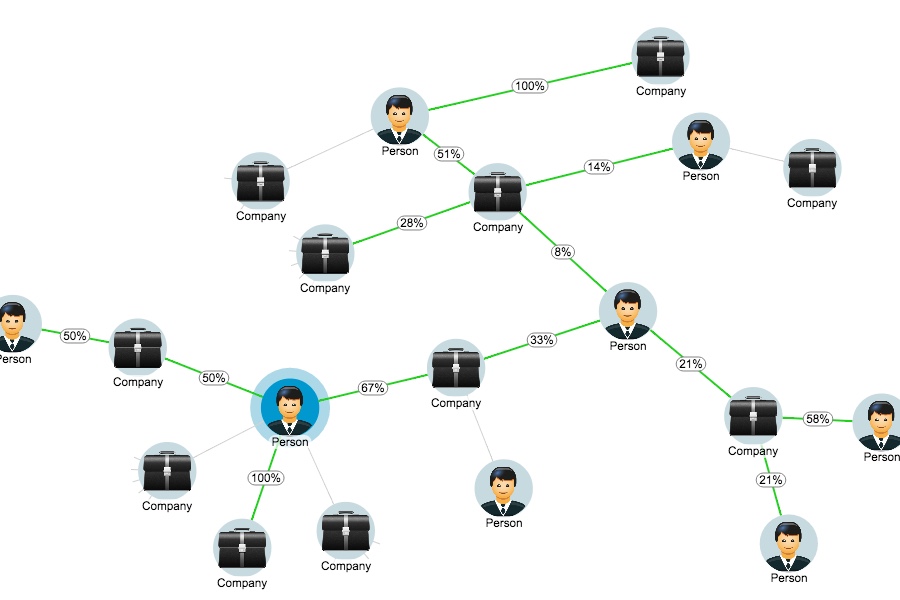 100%
Company
Person
51%
14%
Person
Company
Company
28%
Company
Company
8%
Person
50%
Person
Company
50%
67%
Company
33%
Person
21%
Company
58%
Person
100%
Company
Company
Company
Person
21%
Person